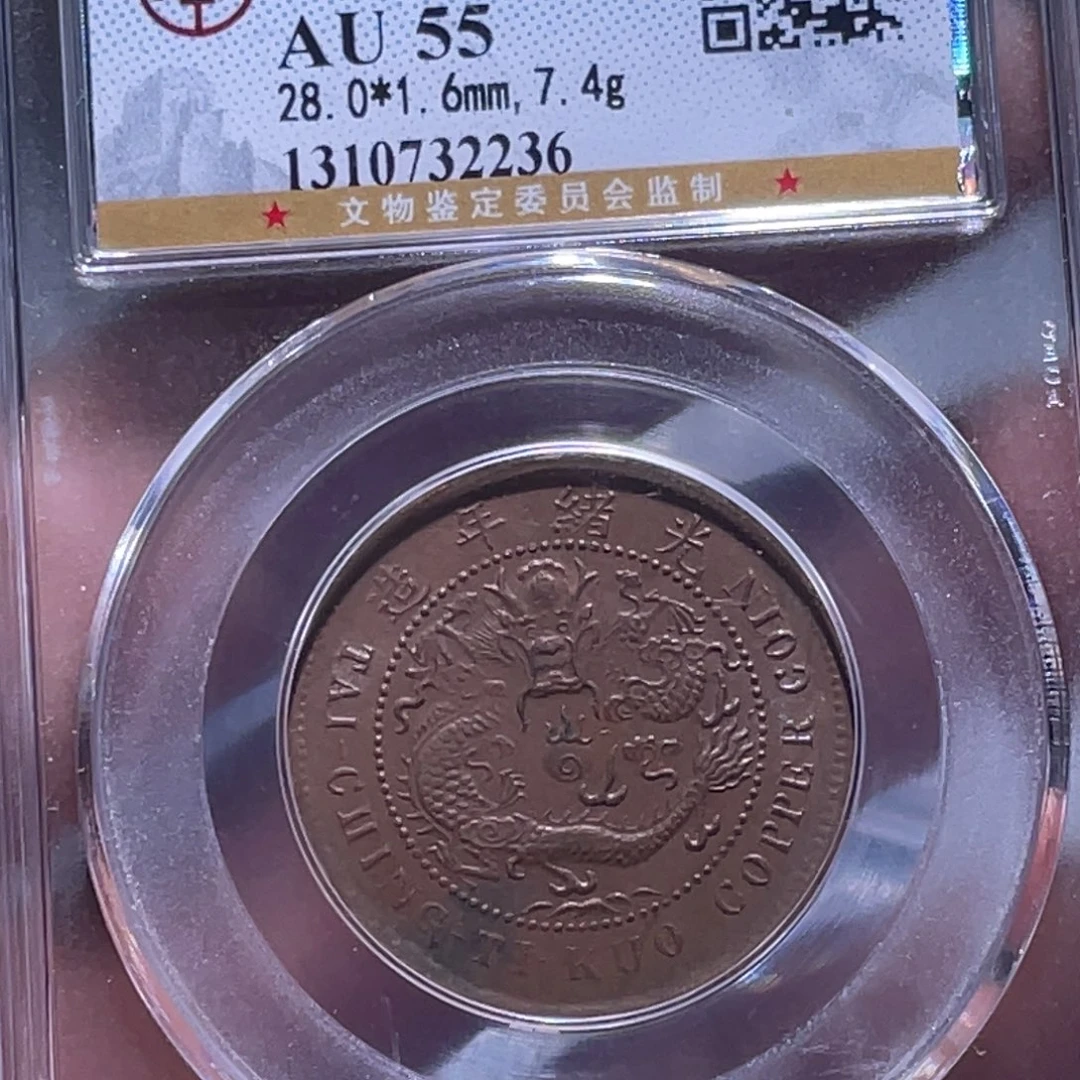 AU 55
28.0*1.6mm, 7.4g
1310732236
文物鉴定委员会监制
造年緒光
TAI-CHING-TI-KUO COPPER COIN